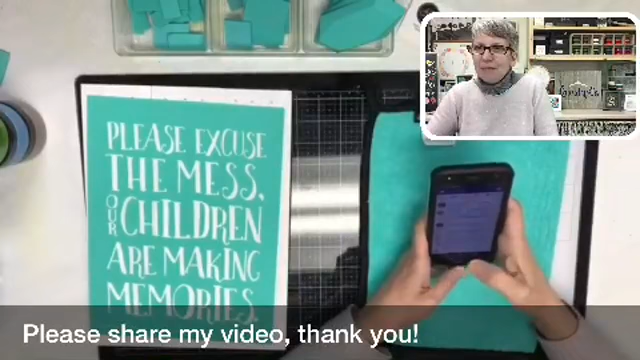 PLEASE EXCUSE
THE MESS,
OUR CHILDREN
ARE MAKING
MEMORIES.
Please share my video, thank you!